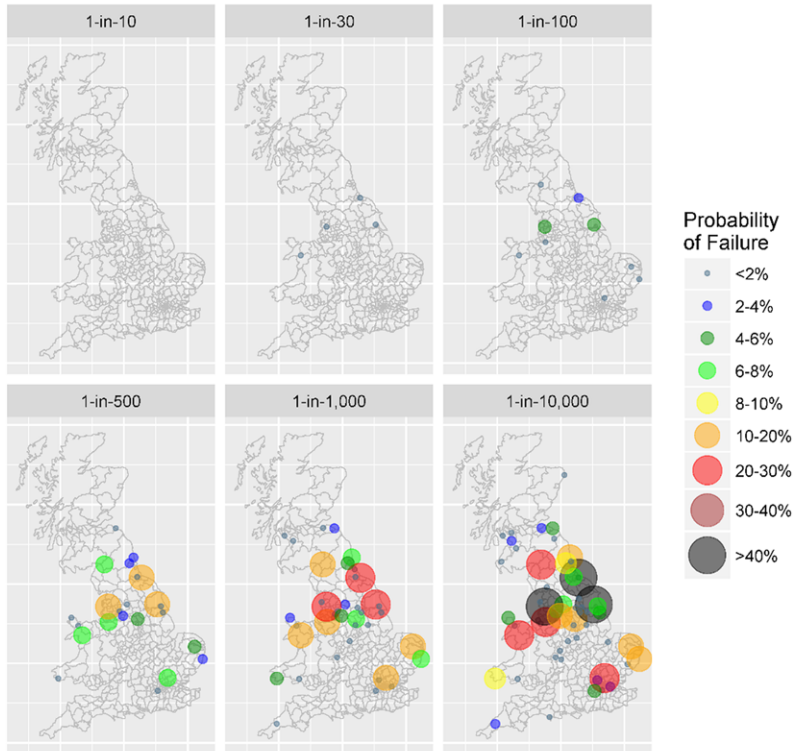 1-in-10
1-in-30
1-in-100
Probability
of Failure
<2%
2-4%
4-6%
6-8%
8-10%
10-20%
20-30%
30-40%
>40%
1-in-500
1-in-1,000
1-in-10,000